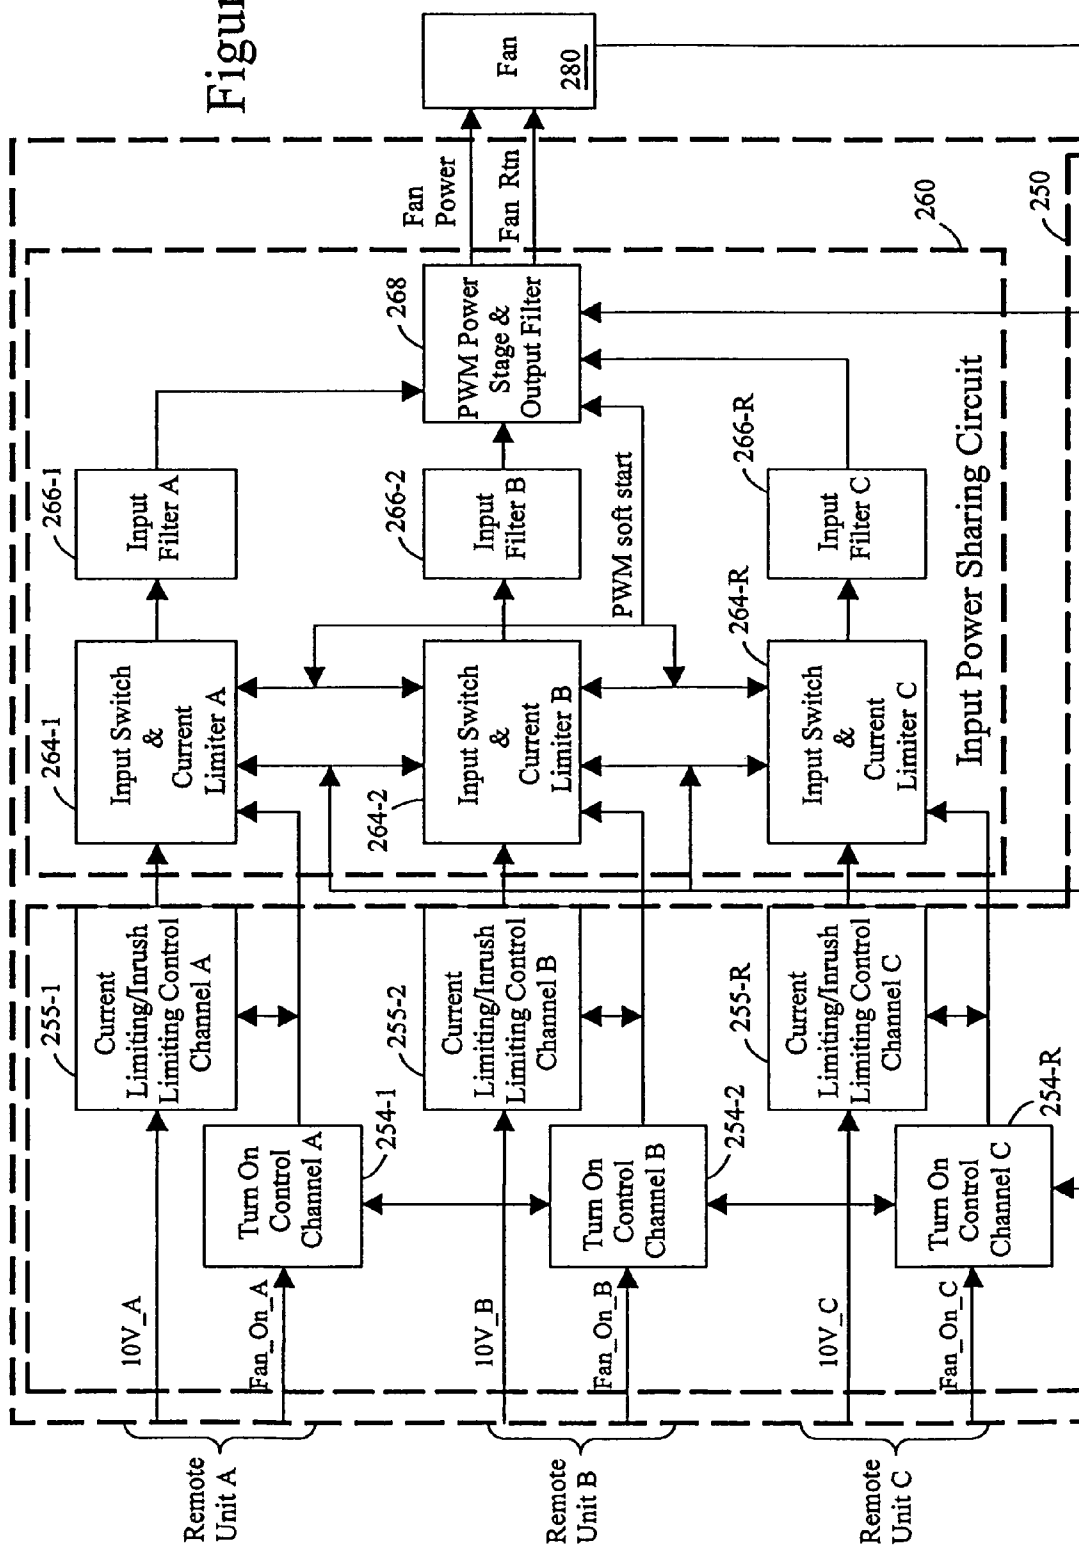 Figur
Fan
280
Fan
Power
Fan Rtn
260
250
266-1
Input
Filter A
266-2
Input
Filter B
268
PWM Power
Stage &
Output Filter
PWM soft start
266-R
Input
Filter C
264-1
Input Switch
&
Current
Limiter A
264-2
Input Switch
&
Current
Limiter B
264-R
Input Switch
&
Current
Limiter C
Input Power Sharing Circuit
255-1
Current
Limiting/Inrush
Limiting Control
Channel A
255-2
Current
Limiting/Inrush
Limiting Control
Channel B
255-R
Current
Limiting/Inrush
Limiting Control
Channel C
Turn On
Control
Channel A
254-1
Turn On
Control
Channel B
254-2
Turn On
Control
Channel C
254-R
10V_A
Fan_On_A
10V_B
Fan_On_B
10V_C
Fan_On_C
Remote
Unit A
Remote
Unit B
Remote
Unit C